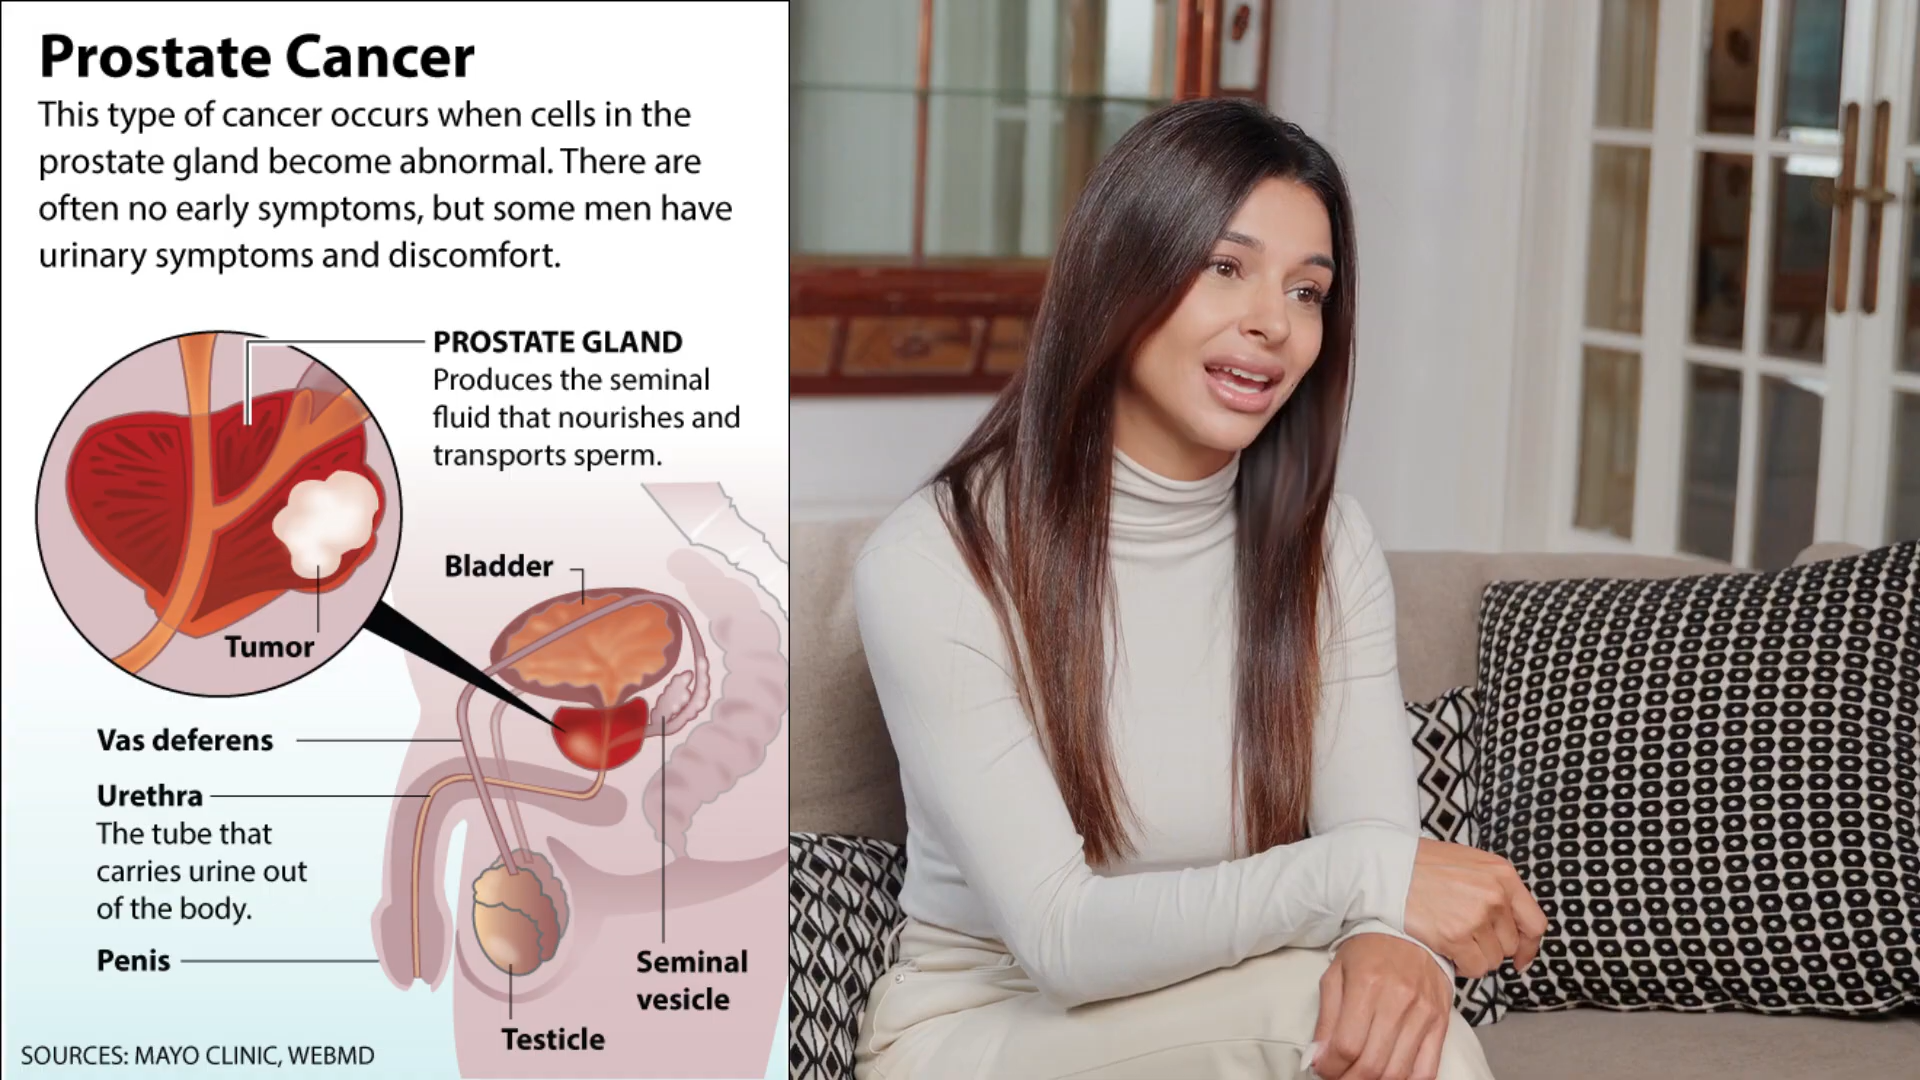 Prostate Cancer
This type of cancer occurs when cells in the
prostate gland become abnormal. There are
often no early symptoms, but some men have
urinary symptoms and discomfort.
PROSTATE GLAND
Produces the seminal
fluid that nourishes and
transports sperm.
Bladder
Tumor
Vas deferens
Urethra
The tube that
carries urine out
of the body.
Penis
Seminal
vesicle
Testicle
SOURCES: MAYO CLINIC, WEBMD